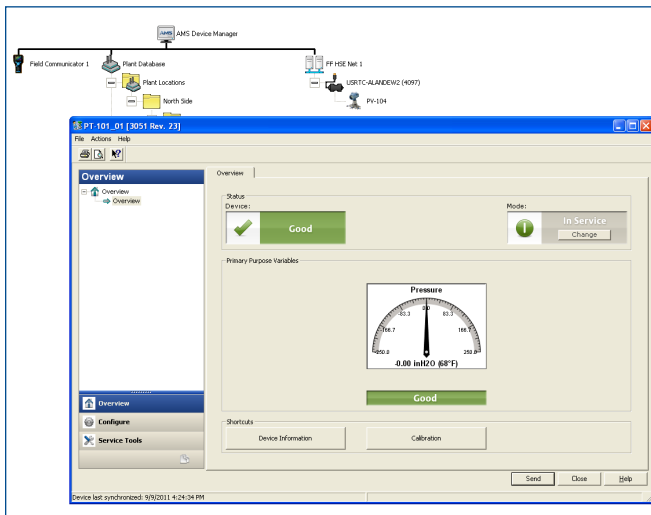 AMS
AMS Device Manager
Field Communicator 1
Plant Database
FF HSE Net 1
Plant Locations
USRTC-ALANDEW2 (4097)
North Side
PV-104
PT-101_01 [3051 Rev. 23]
File Actions Help
Overview
Overview
Overview
Overview
Status
Device:
Good
Mode:
In Service
Change
Primary Purpose Variables
Pressure
0.0
-83.3 83.3
-166.7 166.7
-250.0 250.0
-0.00 inH2O (68°F)
Good
Overview
Configure
Service Tools
Shortcuts
Device Information
Calibration
Send Close Help
Device last synchronized: 9/9/2011 4:24:34 PM